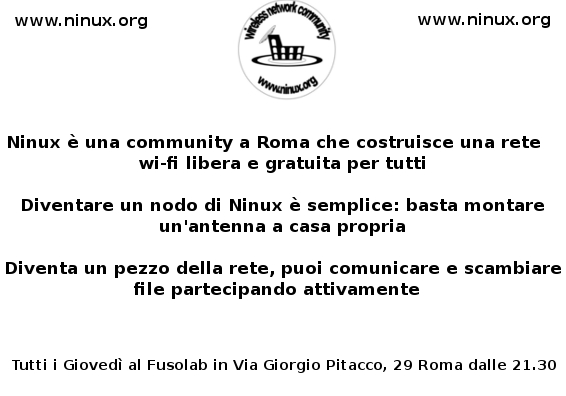 www.ninux.org
www.ninux.org
wireless network community
www.ninux.org
Ninux è una community a Roma che costruisce una rete
wi-fi libera e gratuita per tutti
Diventare un nodo di Ninux è semplice: basta montare
un'antenna a casa propria
Diventa un pezzo della rete, puoi comunicare e scambiare
file partecipando attivamente
Tutti i Giovedì al Fusolab in Via Giorgio Pitacco, 29 Roma dalle 21.30